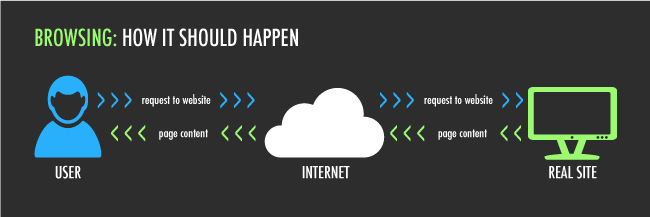 BROWSING: HOW IT SHOULD HAPPEN
request to website
request to website
page content
page content
USER
INTERNET
REAL SITE